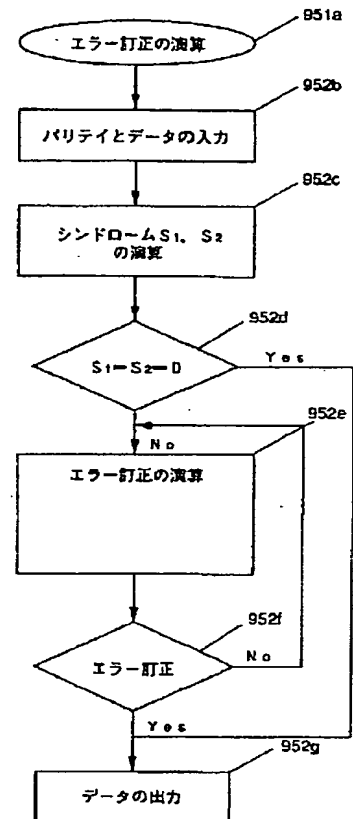 951a
エラー訂正の演算
952b
パリティとデータの入力
952c
シンドロームS1、S2
の演算
952d
S1=S2=0
Yes
952e
No
エラー訂正の演算
952f
エラー訂正
No
Yes
952g
データの出力